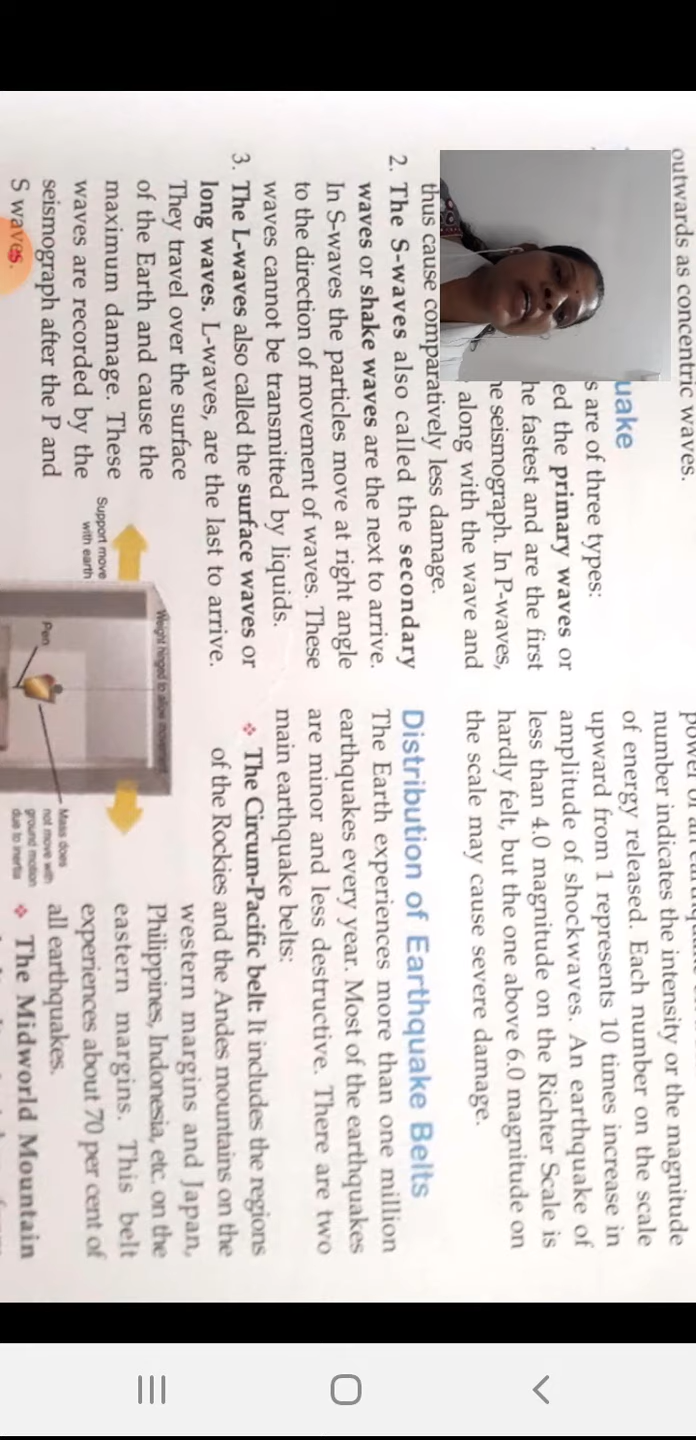 outwards as concentric waves.
uake
s are of three types:
ed the primary waves or
he fastest and are the first
he seismograph. In P-waves,
along with the wave and
thus cause comparatively less damage.
2. The S-waves also called the secondary
waves or shake waves are the next to arrive.
In S-waves the particles move at right angle
to the direction of movement of waves. These
waves cannot be transmitted by liquids.
3. The L-waves also called the surface waves or
long waves. L-waves, are the last to arrive.
They travel over the surface
of the Earth and cause the
maximum damage. These
waves are recorded by the
seismograph after the P and
S waves.
Weight hinged to allow movement
Support move
with earth
Pen
Mass does
not move with
ground motion
due to inertia
number indicates the intensity or the magnitude
of energy released. Each number on the scale
upward from 1 represents 10 times increase in
amplitude of shockwaves. An earthquake of
less than 4.0 magnitude on the Richter Scale is
hardly felt, but the one above 6.0 magnitude on
the scale may cause severe damage.
Distribution of Earthquake Belts
The Earth experiences more than one million
earthquakes every year. Most of the earthquakes
are minor and less destructive. There are two
main earthquake belts:
❖ The Circum-Pacific belt: It includes the regions
of the Rockies and the Andes mountains on the
western margins and Japan,
Philippines, Indonesia, etc. on the
eastern margins. This belt
experiences about 70 per cent of
all earthquakes.
❖ The Midworld Mountain